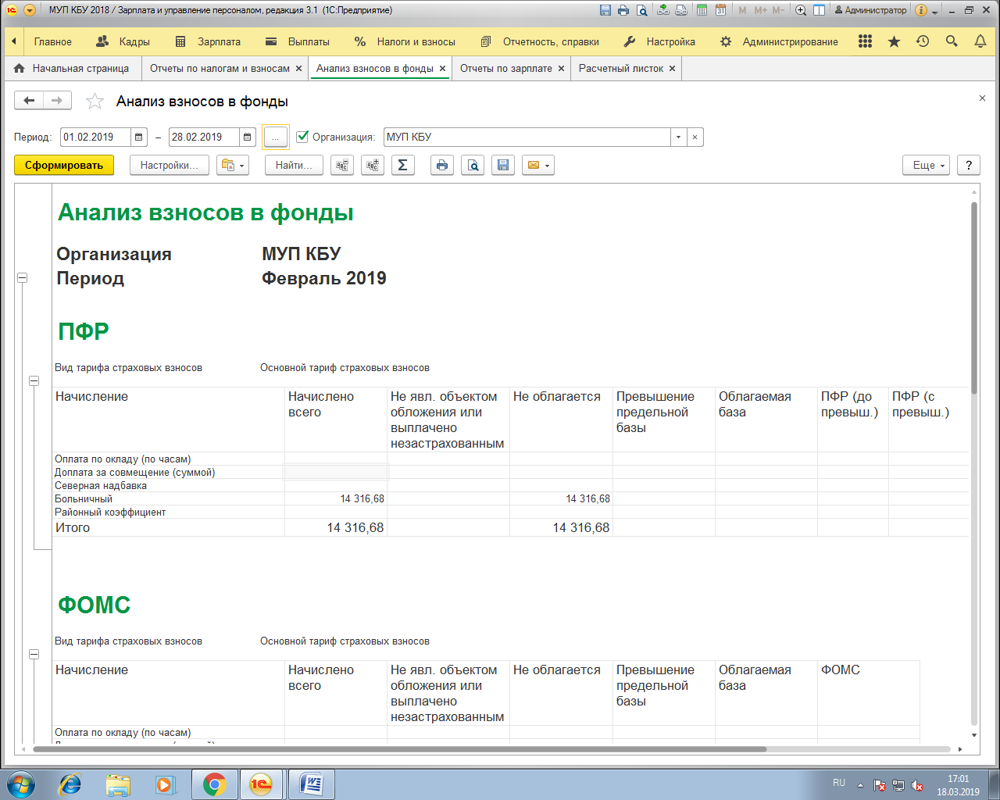 МУП КБУ 2018 / Зарплата и управление персоналом, редакция 3.1 (1С:Предприятие)
M M+ M- Администратор
Главное Кадры Зарплата Выплаты Налоги и взносы Отчетность, справки Настройка Администрирование
Начальная страница Отчеты по налогам и взносам × Анализ взносов в фонды × Отчеты по зарплате × Расчетный листок ×
Анализ взносов в фонды
Период: 01.02.2019 – 28.02.2019 ... Организация: МУП КБУ
Сформировать Настройки... Найти... Σ Еще ?
Анализ взносов в фонды
Организация МУП КБУ
Период Февраль 2019
ПФР
Вид тарифа страховых взносов Основной тариф страховых взносов
Начисление Начислено всего Не явл. объектом обложения или выплачено незастрахованным Не облагается Превышение предельной базы Облагаемая база ПФР (до превыш.) ПФР (с превыш.)
Оплата по окладу (по часам)
Доплата за совмещение (суммой)
Северная надбавка
Больничный 14 316,68 14 316,68
Районный коэффициент
Итого 14 316,68 14 316,68
ФОМС
Вид тарифа страховых взносов Основной тариф страховых взносов
Начисление Начислено всего Не явл. объектом обложения или выплачено незастрахованным Не облагается Превышение предельной базы Облагаемая база ФОМС
Оплата по окладу (по часам)
RU 17:01
18.03.2019